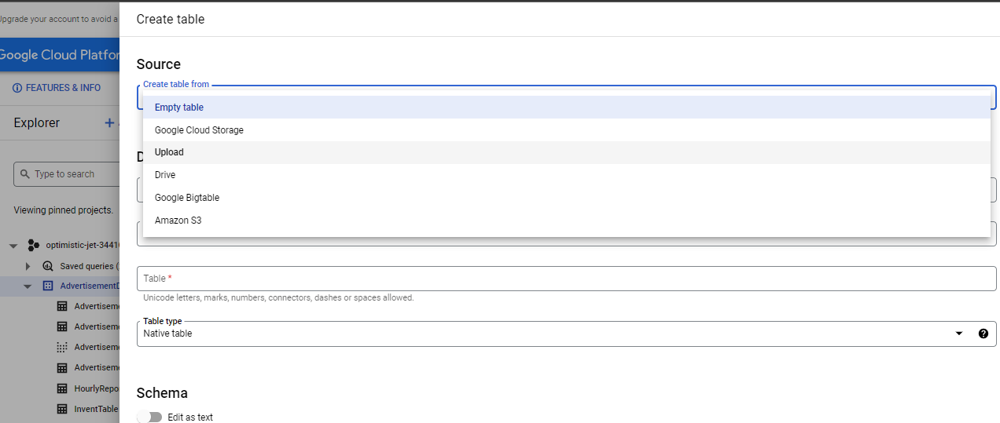 Upgrade your account to avoid a
Create table
Google Cloud Platfor
FEATURES & INFO
Explorer
Type to search
Viewing pinned projects.
optimistic-jet-3441
Saved queries (
AdvertisementD
Advertiseme
Advertiseme
Advertiseme
Advertiseme
HourlyRepo
InventTable
Source
Create table from
Empty table
Google Cloud Storage
Upload
Drive
Google Bigtable
Amazon S3
D
Table *
Unicode letters, marks, numbers, connectors, dashes or spaces allowed.
Table type
Native table
Schema
Edit as text